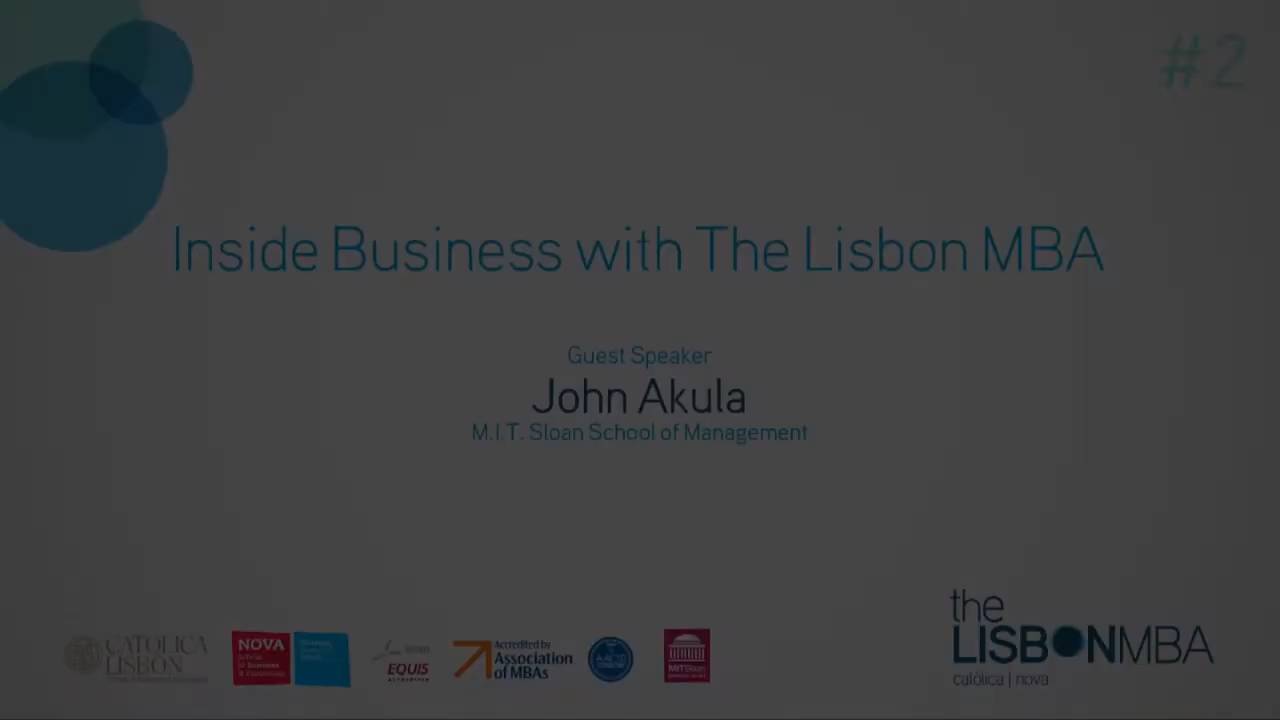 #2
Inside Business with The Lisbon MBA
Guest Speaker
John Akula
M.I.T. Sloan School of Management
CATÓLICA
LISBON
NOVA
EQUIS
Accredited by
Association
of MBAs
MITSloan
the
LISBONMBA
católica | nova